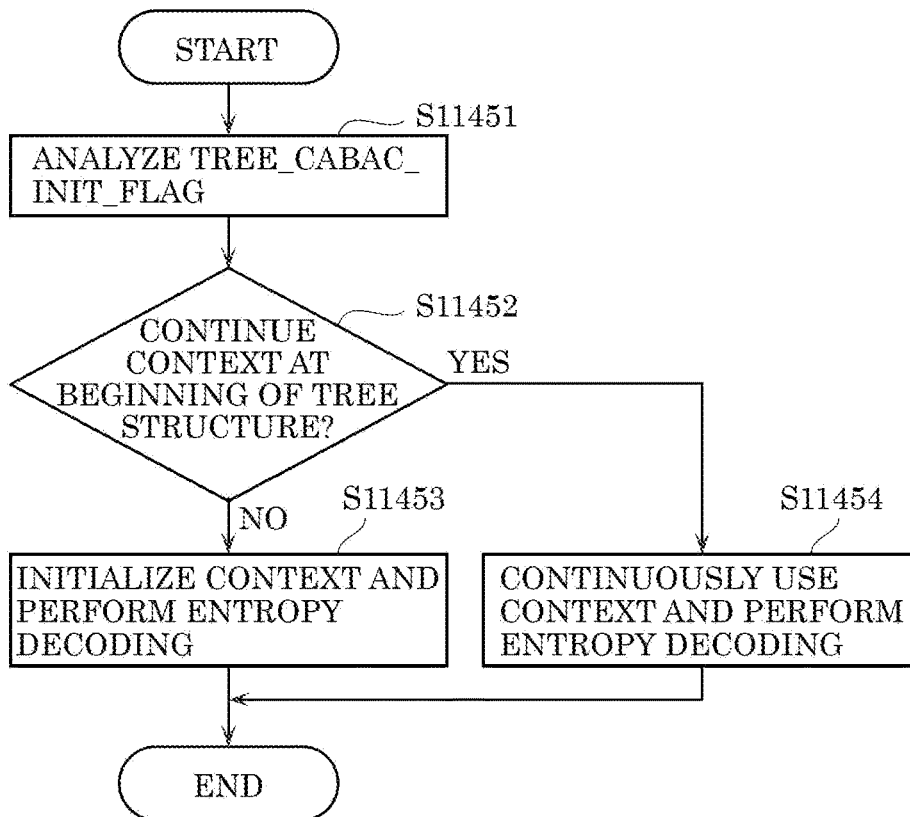 START
S11451
ANALYZE TREE_CABAC_
INIT_FLAG
S11452
CONTINUE
CONTEXT AT
BEGINNING OF TREE
STRUCTURE?
YES
NO
S11453
INITIALIZE CONTEXT AND
PERFORM ENTROPY
DECODING
S11454
CONTINUOUSLY USE
CONTEXT AND PERFORM
ENTROPY DECODING
END